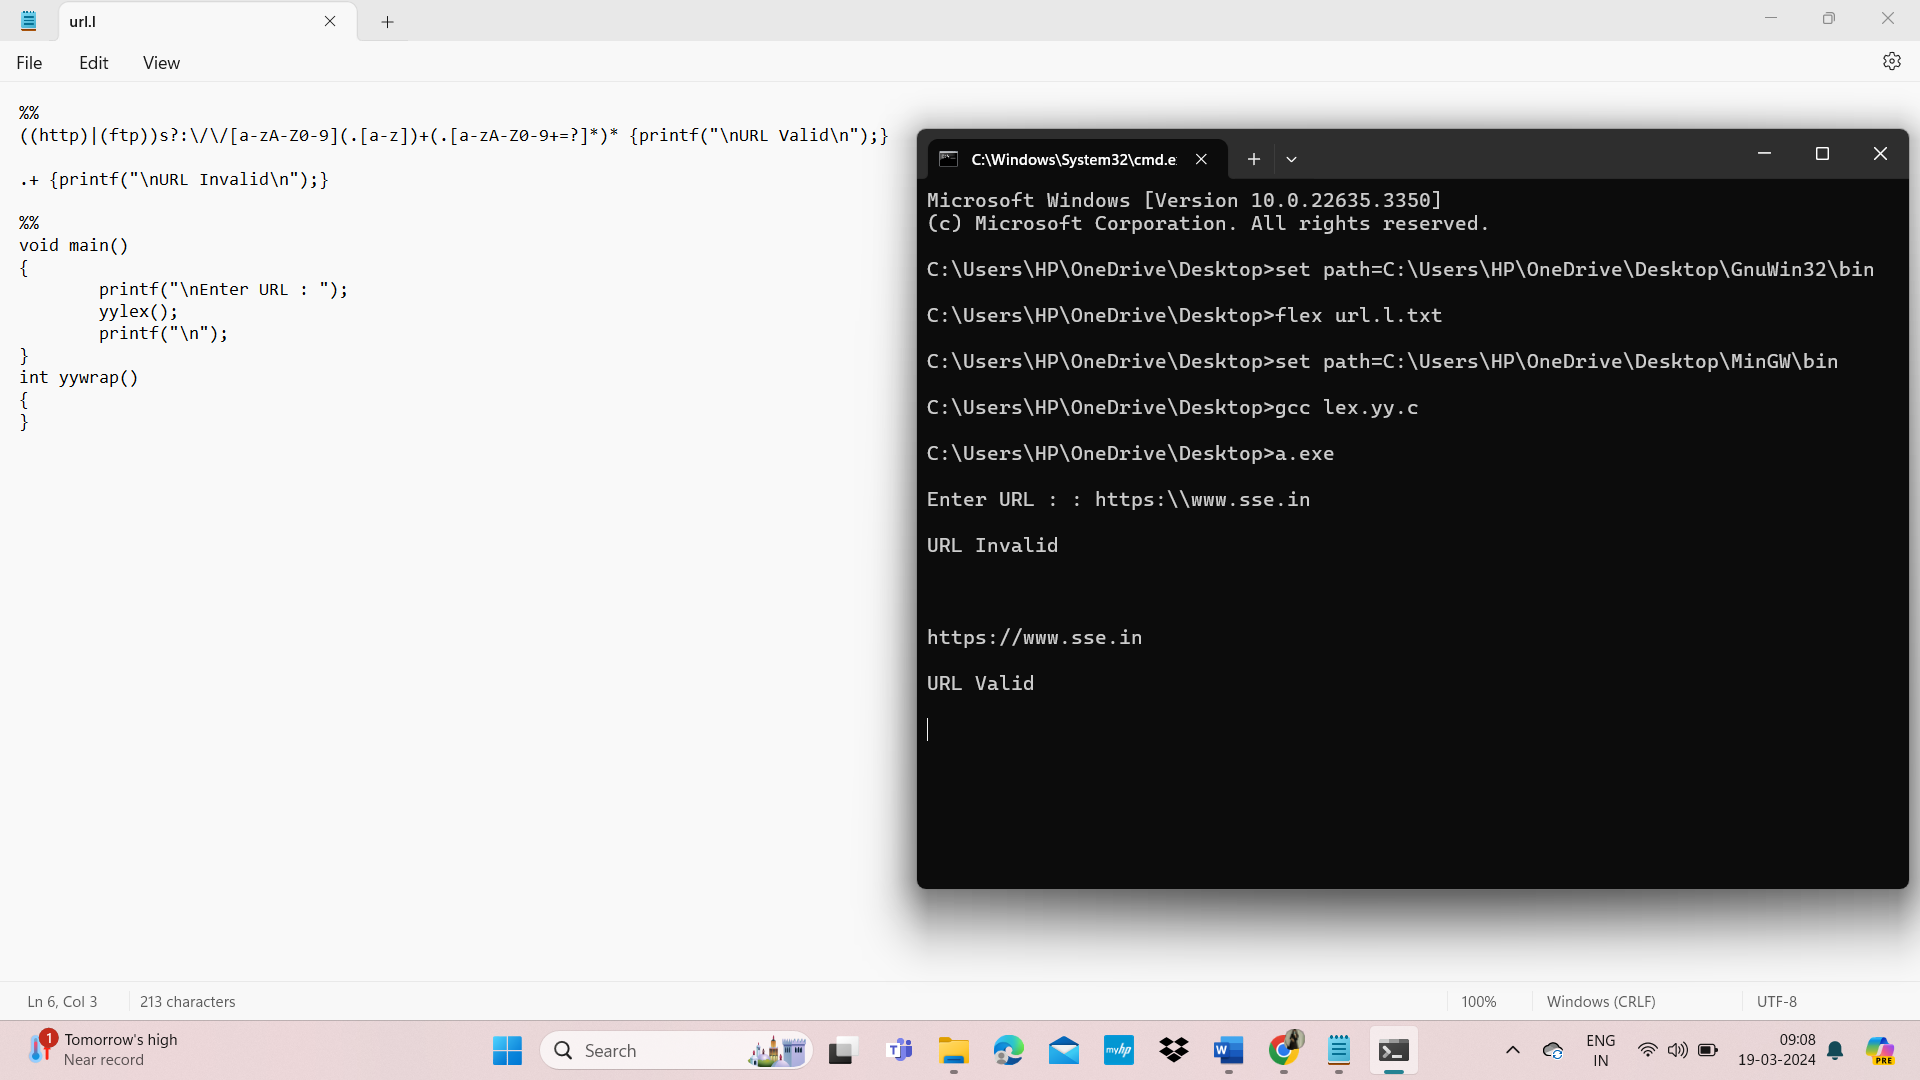 url.l
File Edit View
%%
((http)|(ftp))s?:\/\/[a-zA-Z0-9](.[a-z])+(.[a-zA-Z0-9+=?]*)* {printf("\nURL Valid\n");}
.+ {printf("\nURL Invalid\n");}
%%
void main()
{
printf("\nEnter URL : ");
yylex();
printf("\n");
}
int yywrap()
{
}
C:\Windows\System32\cmd.e
Microsoft Windows [Version 10.0.22635.3350]
(c) Microsoft Corporation. All rights reserved.
C:\Users\HP\OneDrive\Desktop>set path=C:\Users\HP\OneDrive\Desktop\GnuWin32\bin
C:\Users\HP\OneDrive\Desktop>flex url.l.txt
C:\Users\HP\OneDrive\Desktop>set path=C:\Users\HP\OneDrive\Desktop\MinGW\bin
C:\Users\HP\OneDrive\Desktop>gcc lex.yy.c
C:\Users\HP\OneDrive\Desktop>a.exe
Enter URL : : https:\\www.sse.in
URL Invalid
https://www.sse.in
URL Valid
Ln 6, Col 3 213 characters 100% Windows (CRLF) UTF-8
1
Tomorrow's high
Near record
Search
myhp
W
T
ENG
IN
09:08
19-03-2024
PRE